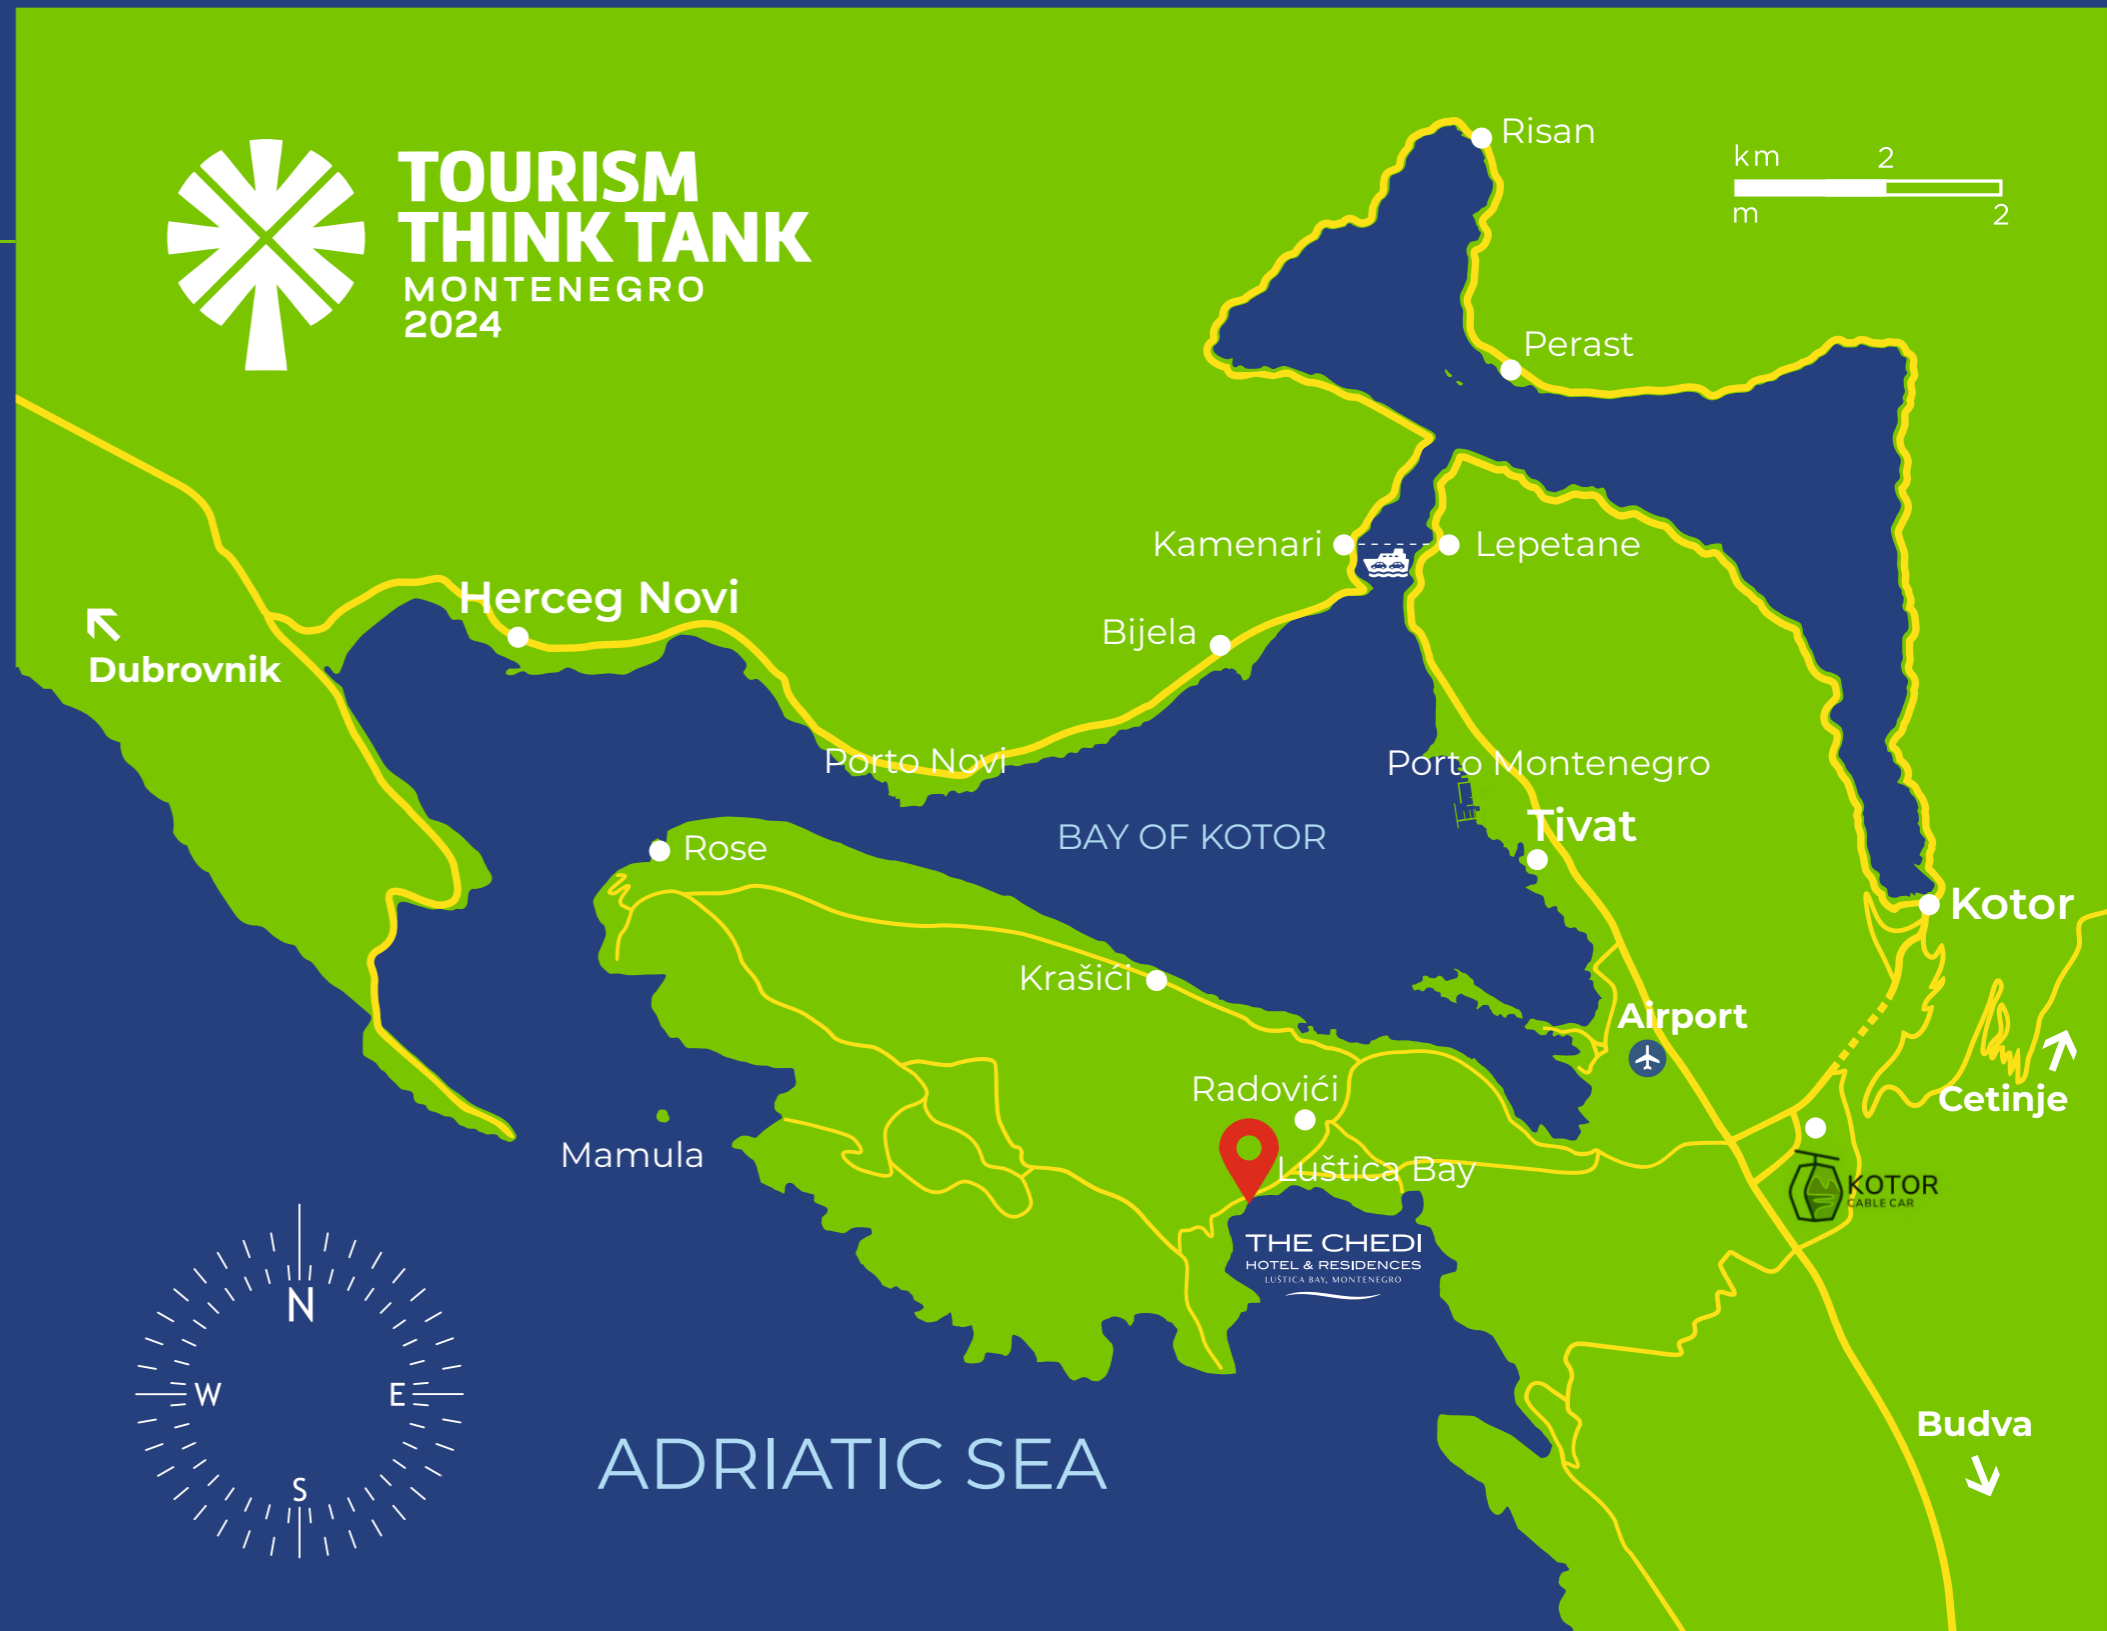 TOURISM
THINK TANK
MONTENEGRO
2024
Risan
km 2
m 2
Perast
Kamenari
Lepetane
Herceg Novi
Bijela
Dubrovnik
Porto Novi
Porto Montenegro
BAY OF KOTOR
Tivat
Rose
Kotor
Krašići
Airport
Radovići
Cetinje
Mamula
Luštica Bay
KOTOR
CABLE CAR
THE CHEDI
HOTEL & RESIDENCES
LUŠTICA BAY, MONTENEGRO
N
W E
S
Budva
ADRIATIC SEA